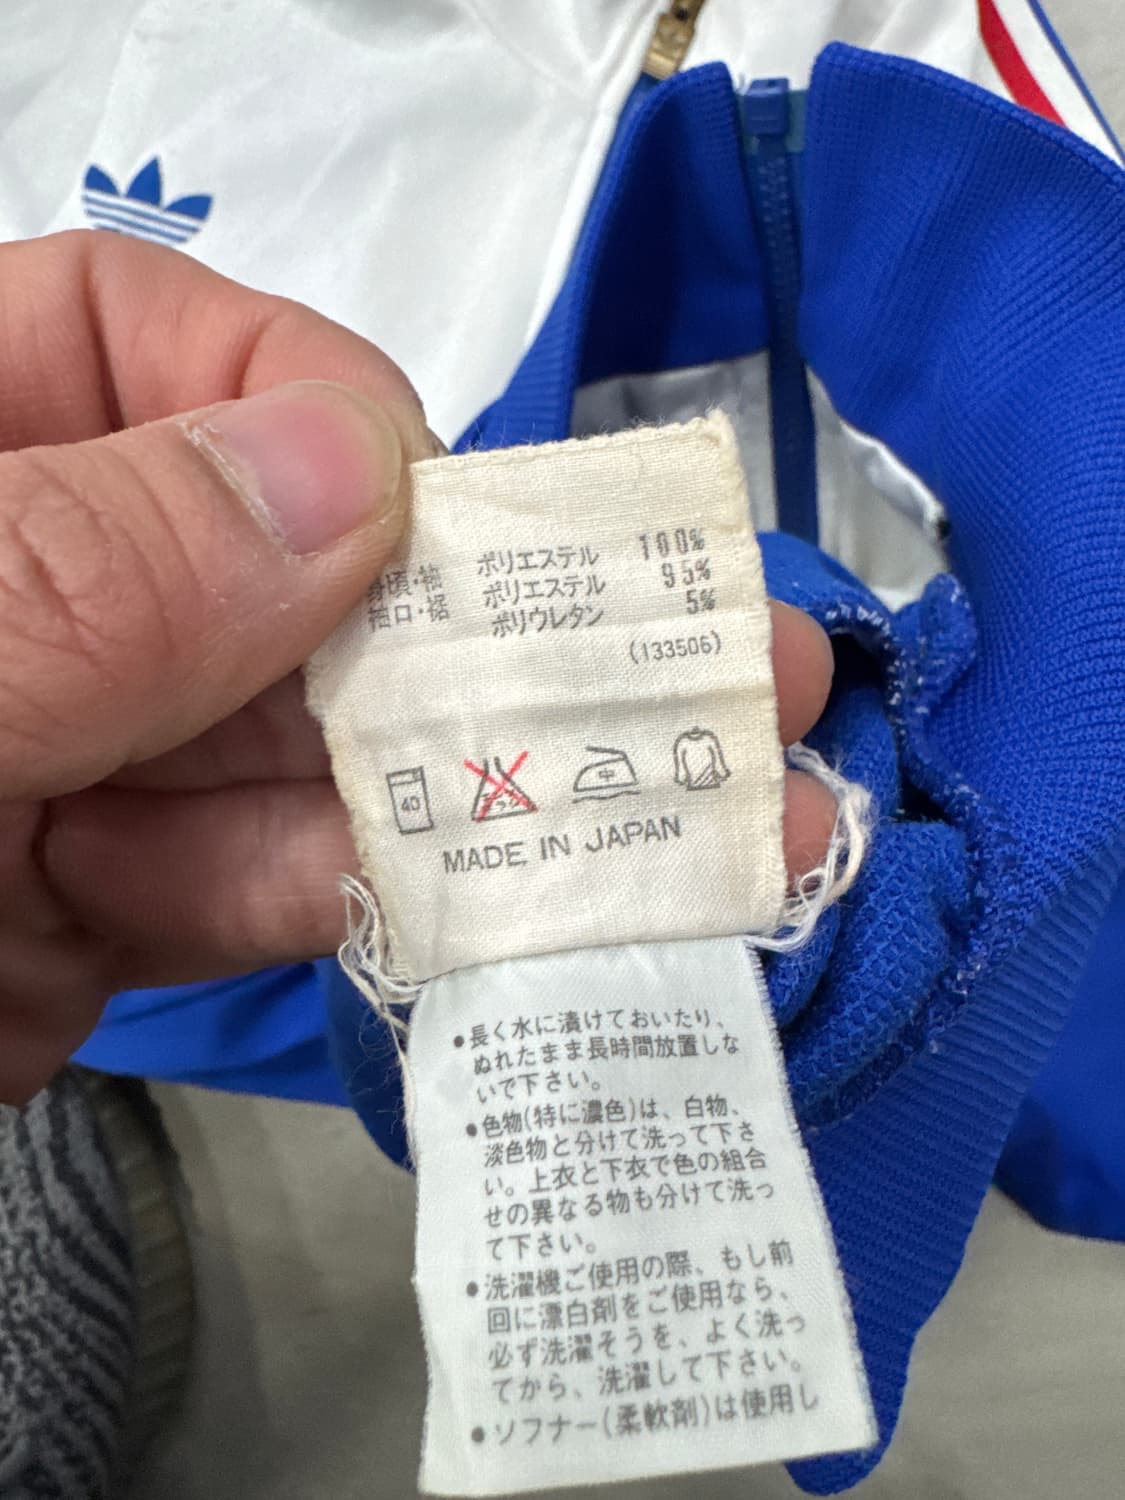 身頃・袖 ポリエステル 100%
袖口・裾 ポリエステル 95%
ポリウレタン 5%
(133506)
40
中
MADE IN JAPAN
●長く水に漬けておいたり、
ぬれたまま長時間放置しな
いで下さい。
●色物(特に濃色)は、白物、
淡色物と分けて洗って下さ
い。上衣と下衣で色の組合
せの異なる物も分けて洗っ
て下さい。
●洗濯機ご使用の際、もし前
回に漂白剤をご使用なら、
必ず洗濯そうを、よく洗っ
てから、洗濯して下さい。
●ソフナー(柔軟剤)は使用し